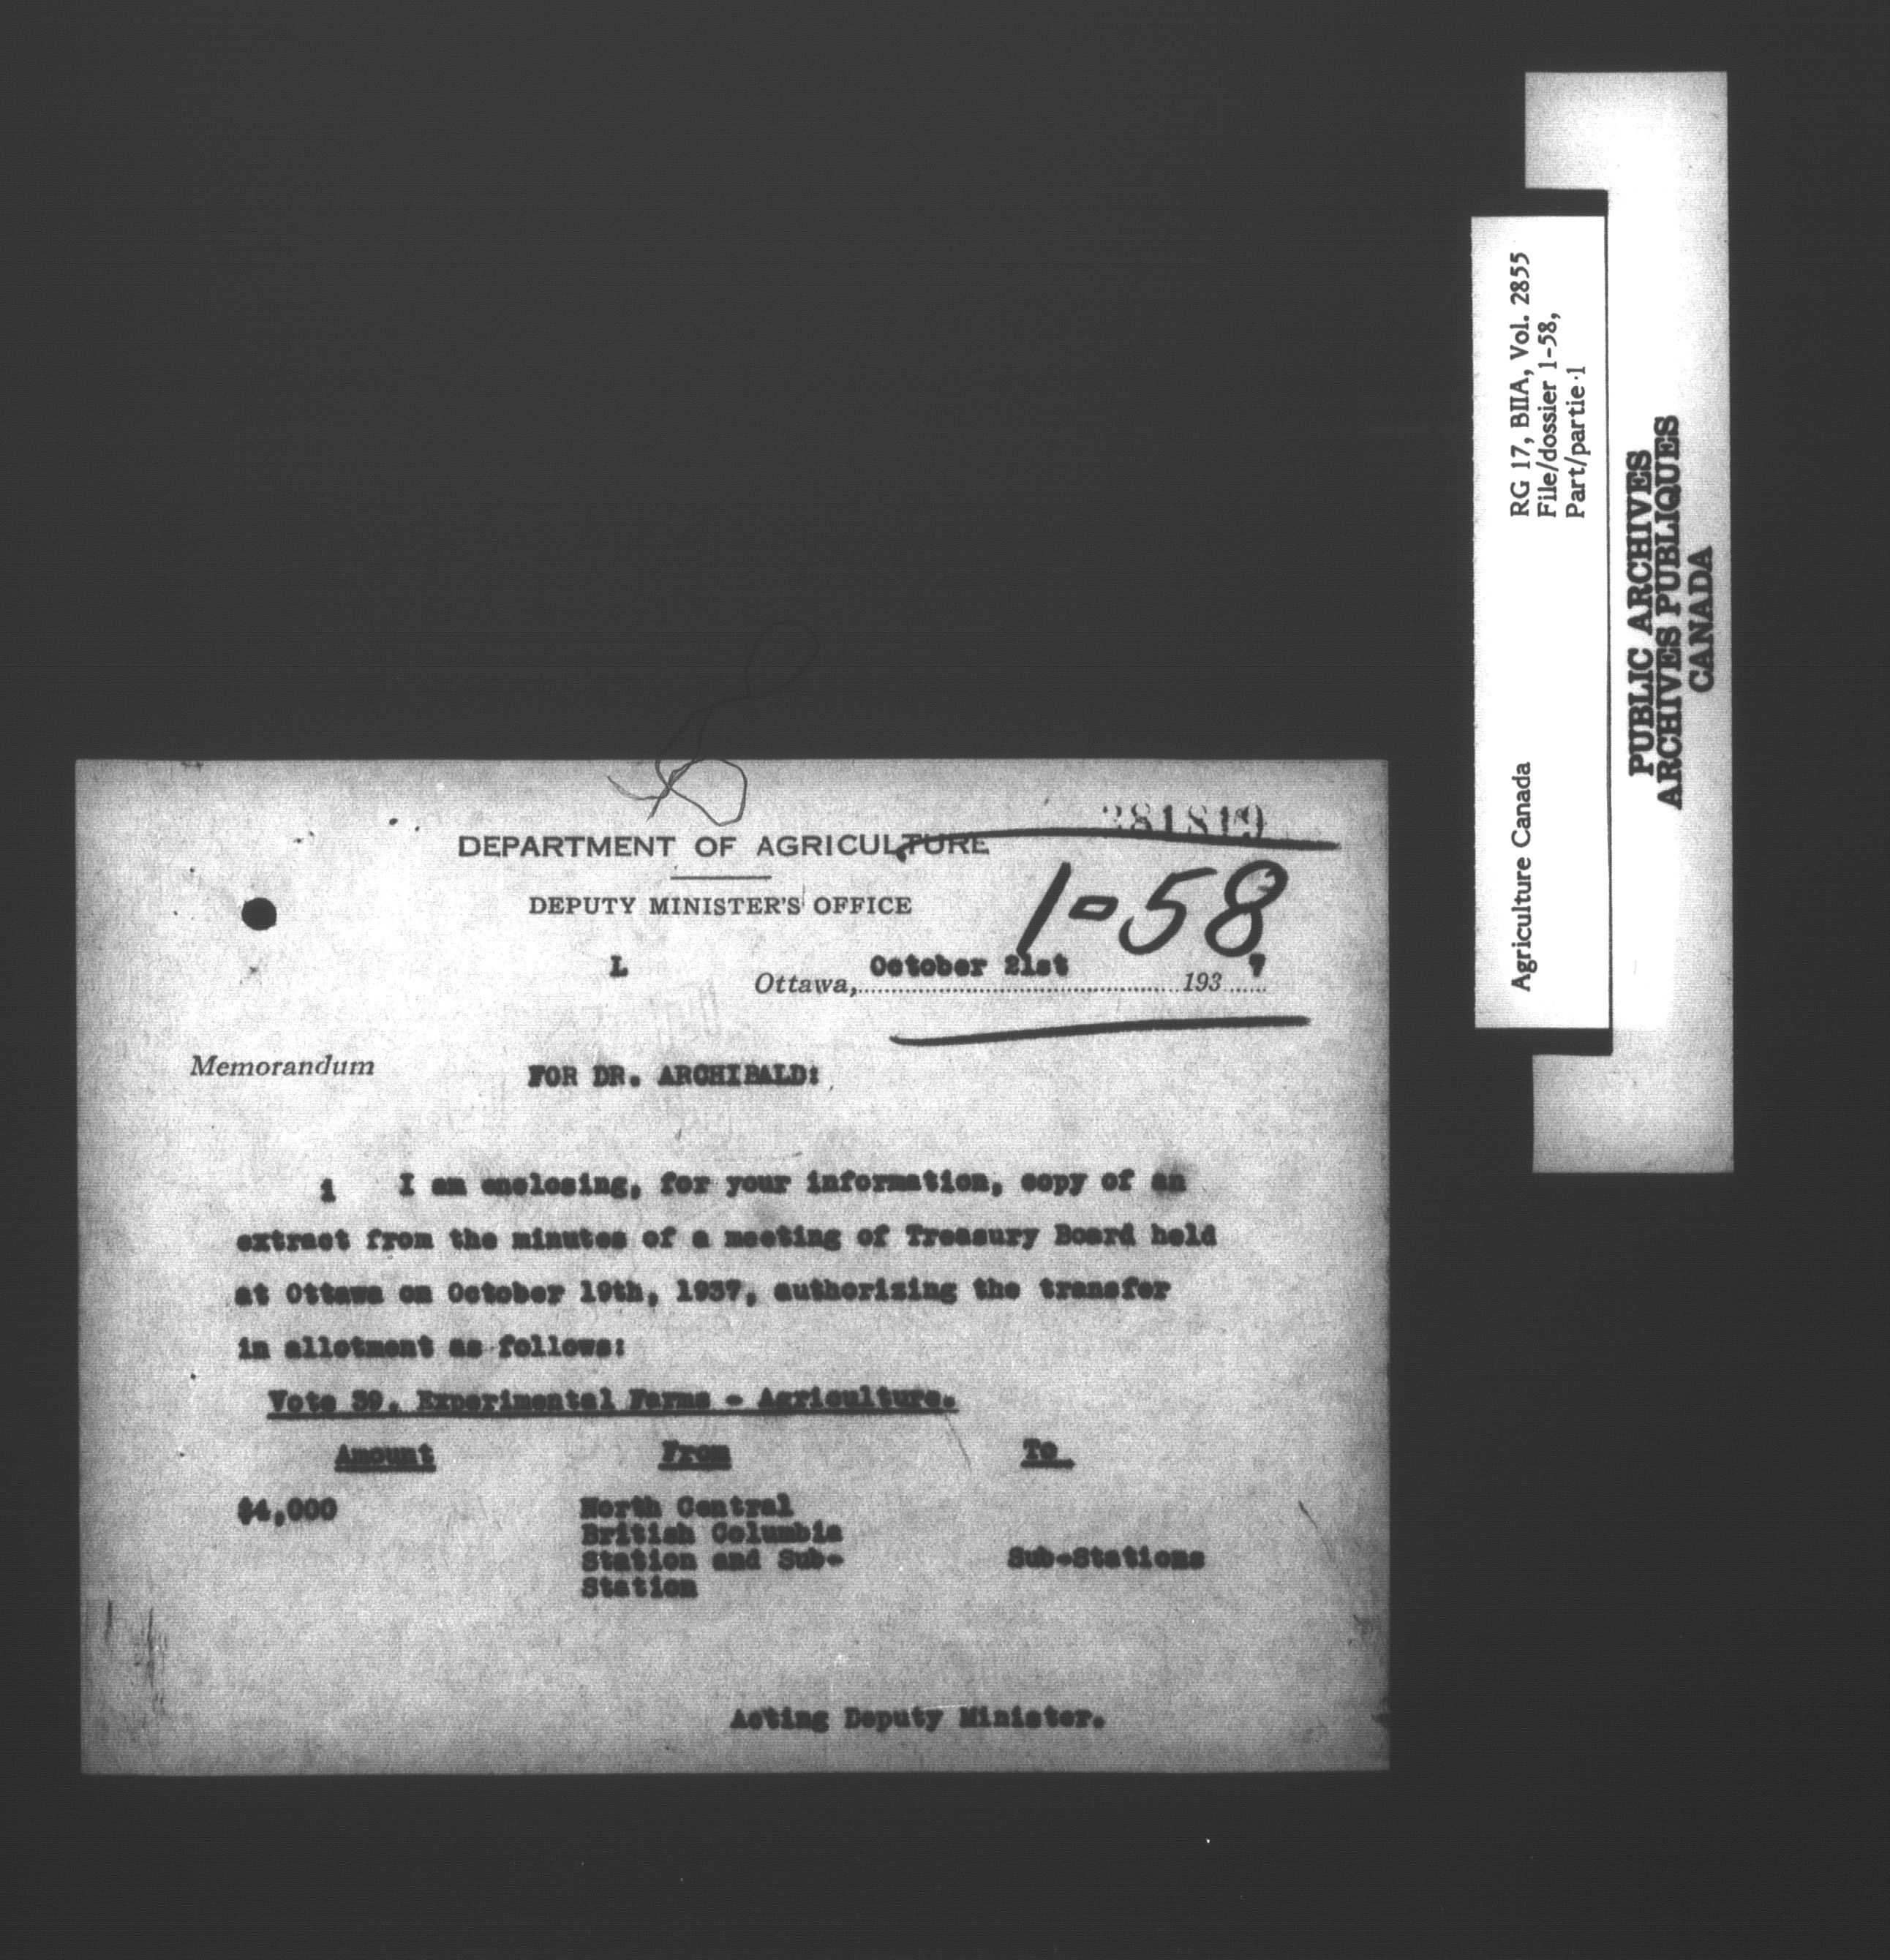 281819
DEPARTMENT OF AGRICULTURE
DEPUTY MINISTER'S OFFICE
1-58
L
Ottawa, October 21st 1937
Memorandum
FOR DR. ARCHIBALD:
i I am enclosing, for your information, copy of an
extract from the minutes of a meeting of Treasury Board held
at Ottawa on October 19th, 1937, authorizing the transfer
in allotment as follows:
Vote 39. Experimental Farms - Agriculture.
Amount From To
$4,000 North Central
British Columbia
Station and Sub- Sub-Stations
Station
Acting Deputy Minister.
RG 17, BIIA, Vol. 2855
File/dossier 1-58,
Part/partie 1
Agriculture Canada
PUBLIC ARCHIVES
ARCHIVES PUBLIQUES
CANADA